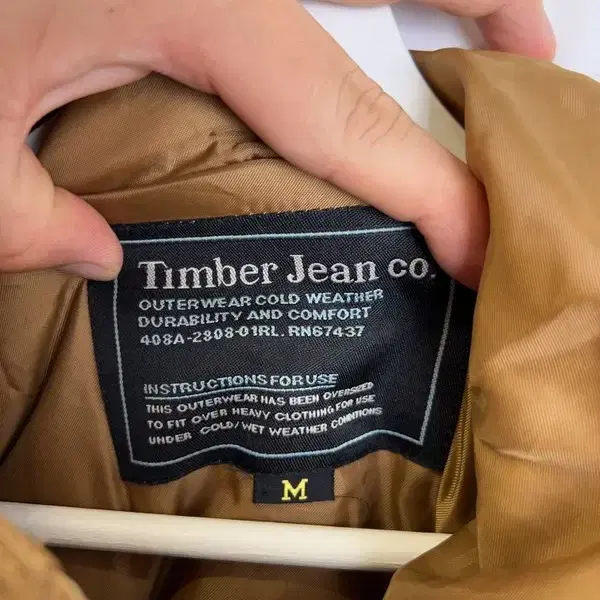 Timber Jean co.
OUTERWEAR COLD WEATHER
DURABILITY AND COMFORT
408A-2808-01RL. RN67437
INSTRUCTIONS FOR USE
THIS OUTERWEAR HAS BEEN OVERSIZED
TO FIT OVER HEAVY CLOTHING FOR USE
UNDER COLD/WET WEATHER CONDITIONS
M